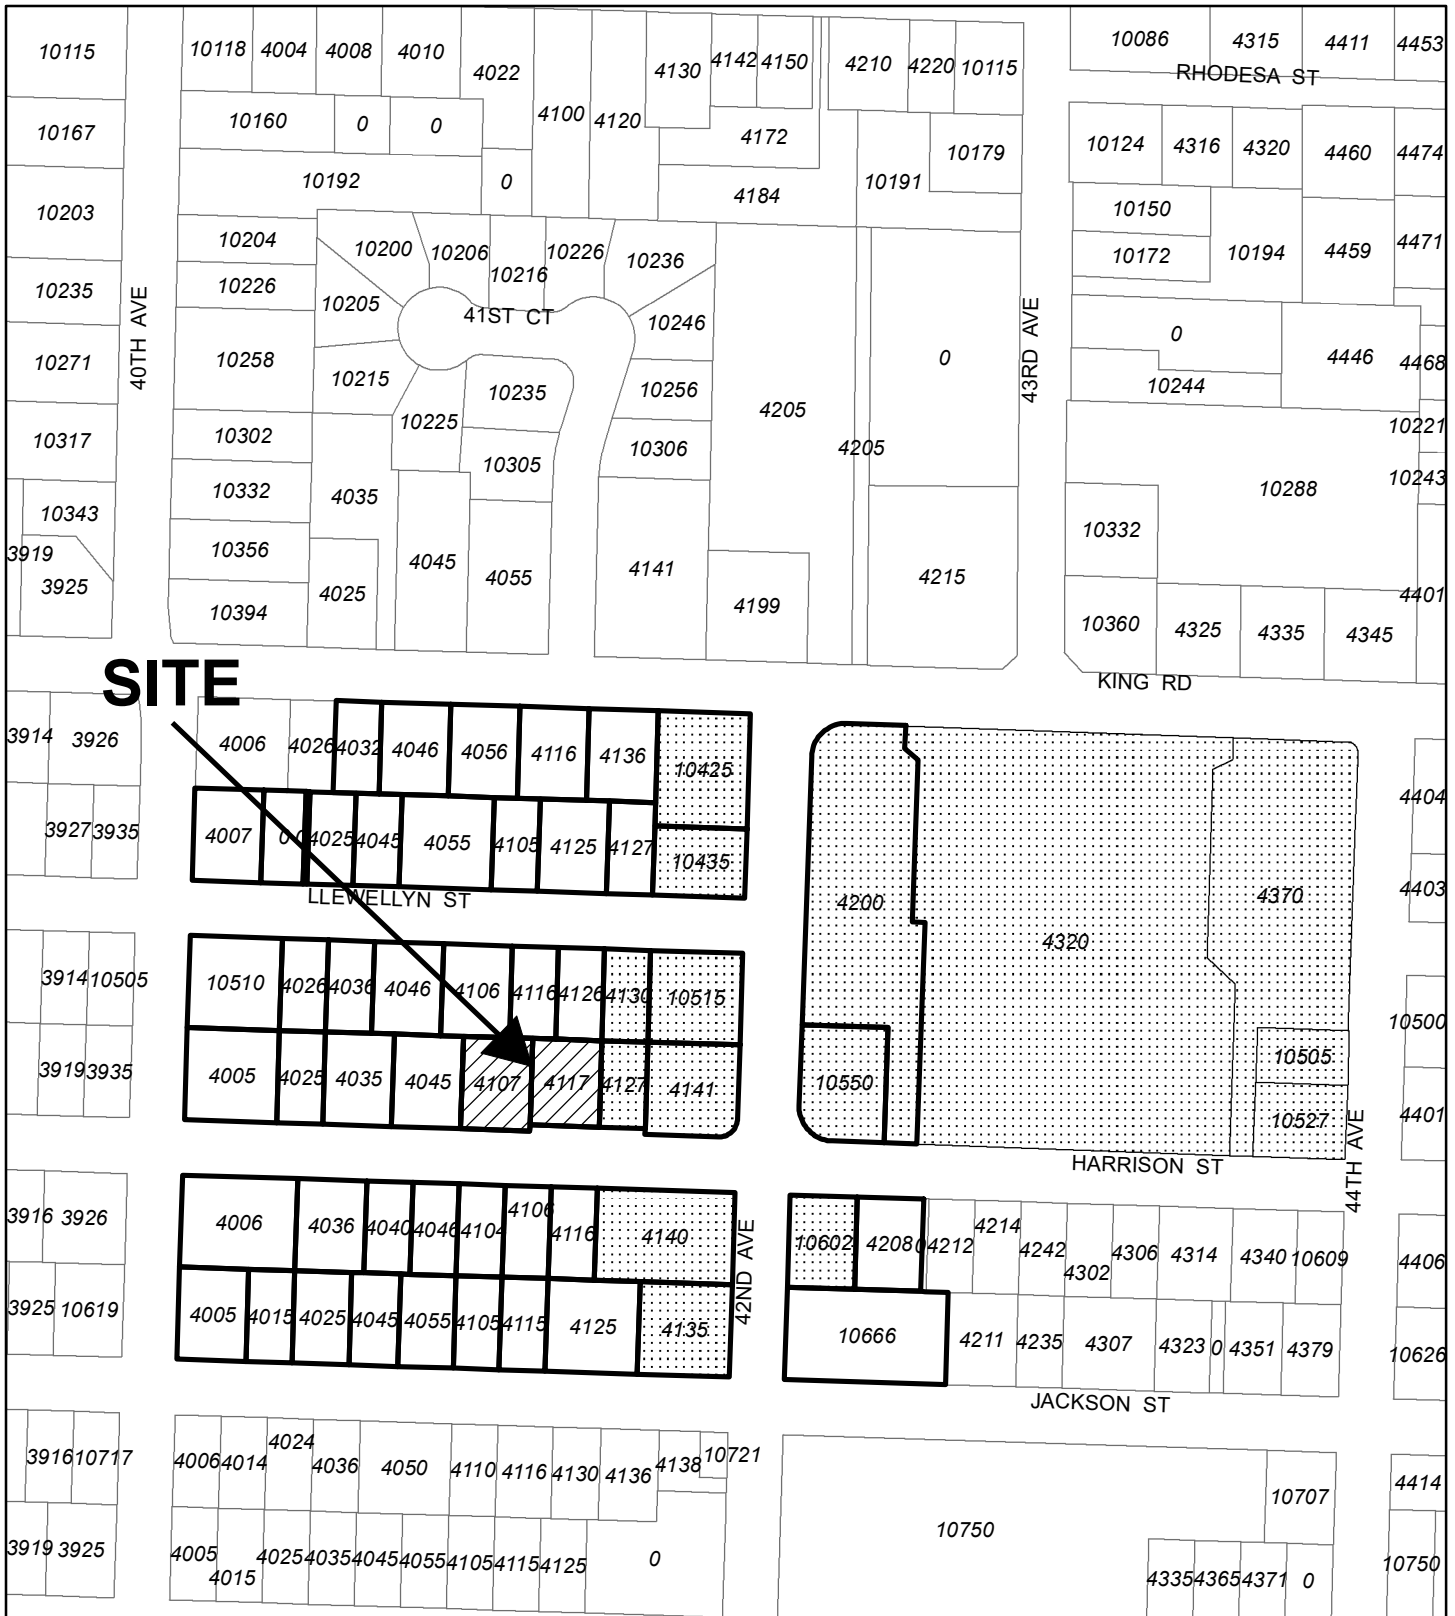 10115 10118 4004 4008 4010 4022 4100 4120 4130 4142 4150 4210 4220 10115 10086 4315 4411 4453
RHODESA ST
10167 10160 0 0 4172 10179 10124 4316 4320 4460 4474
10192 0 4184 10191
10203 10204 10200 10206 10216 10226 10236 10150 10172 10194 4459 4471
10235 10226 10205 41ST CT 10246
40TH AVE
43RD AVE
10271 10258 10215 10235 10256 4205 0 0 10244 4446 4468
10317 10302 10225 10305 10306 4205 10221
10343 10332 4035 10288 10243
3919 3925 10356 4025 4045 4055 4141 4199 4215 10332 4401
10394 10360 4325 4335 4345
SITE
KING RD
3914 3926 4006 4026 4032 4046 4056 4116 4136 10425
3927 3935 4007 0 0 4025 4045 4055 4105 4125 4127 10435 4404
LLEWELLYN ST
4200 4320 4370 4403
3914 10505 10510 4026 4036 4046 4106 4116 4126 4130 10515 10500
3919 3935 4005 4025 4035 4045 4107 4117 4127 4141 10550 10505 10527 4401
HARRISON ST
44TH AVE
3916 3926 4006 4036 4040 4046 4104 4106 4116 4140 10602 4208 0 4212 4214 4242 4302 4306 4314 4340 10609 4406
42ND AVE
3925 10619 4005 4015 4025 4045 4055 4105 4115 4125 4135 10666 4211 4235 4307 4323 0 4351 4379 10626
JACKSON ST
3916 10717 4006 4014 4024 4036 4050 4110 4116 4130 4136 4138 10721 10707 4414
3919 3925 4005 4015 4025 4035 4045 4055 4105 4115 4125 0 10750 4335 4365 4371 0 10750